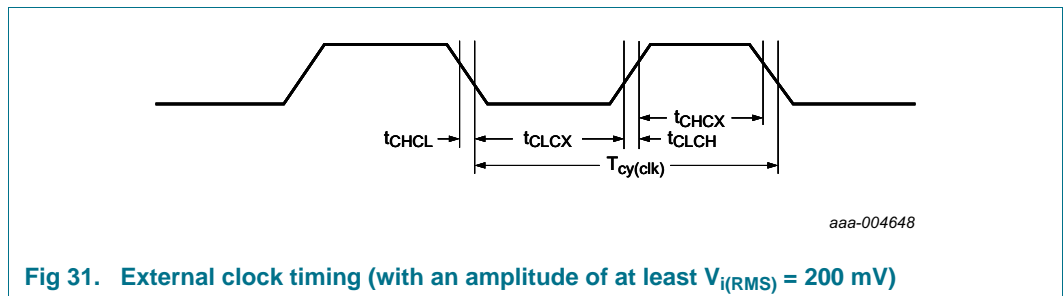 tCHCX
tCHCL tCLCX tCLCH
Tcy(clk)
aaa-004648
Fig 31. External clock timing (with an amplitude of at least Vi(RMS) = 200 mV)